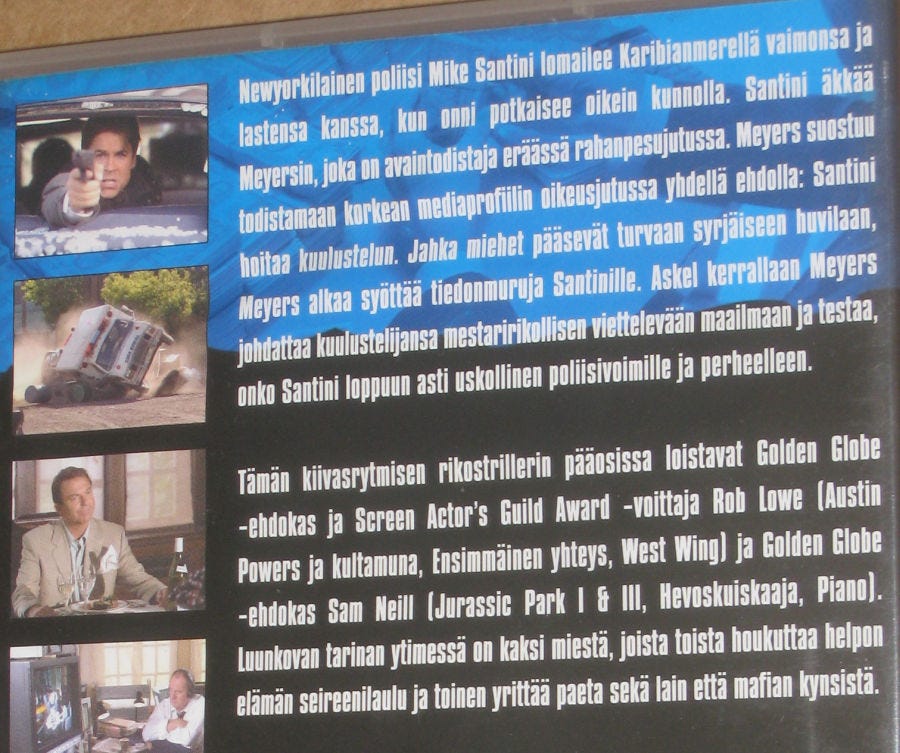 Newyorkilainen poliisi Mike Santini lomailee Karibianmerellä vaimonsa ja
lastensa kanssa, kun onni potkaisee oikein kunnolla. Santini äkkää
Meyersin, joka on avaintodistaja eräässä rahanpesujutussa. Meyers suostuu
todistamaan korkean mediaprofiilin oikeusjutussa yhdellä ehdolla: Santini
hoitaa kuulustelun. Jahka miehet pääsevät turvaan syrjäiseen huvilaan,
Meyers alkaa syöttää tiedonmuruja Santinille. Askel kerrallaan Meyers
johdattaa kuulustelijansa mestaririkollisen viettelevään maailmaan ja testaa,
onko Santini loppuun asti uskollinen poliisivoimille ja perheelleen.
Tämän kiivasrytmisen rikostrillerin pääosissa loistavat Golden Globe
-ehdokas ja Screen Actor's Guild Award -voittaja Rob Lowe (Austin
Powers ja kultamuna, Ensimmäinen yhteys, West Wing) ja Golden Globe
-ehdokas Sam Neill (Jurassic Park I & III, Hevoskuiskaaja, Piano).
Luunkovan tarinan ytimessä on kaksi miestä, joista toista houkuttaa helpon
elämän seireenilaulu ja toinen yrittää paeta sekä lain että mafian kynsistä.